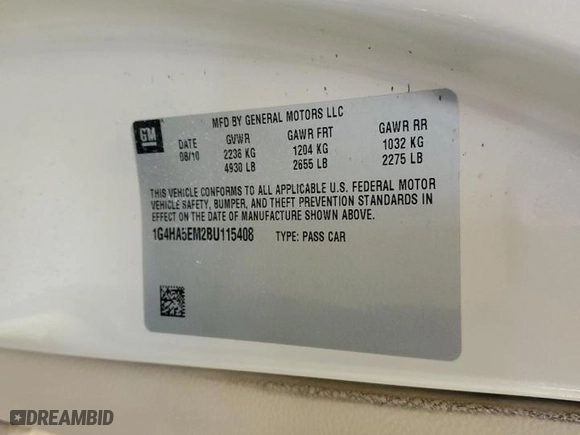 MFD BY GENERAL MOTORS LLC
GM
DATE GVWR GAWR FRT GAWR RR
08/10 2236 KG 1204 KG 1032 KG
4930 LB 2655 LB 2275 LB
THIS VEHICLE CONFORMS TO ALL APPLICABLE U.S. FEDERAL MOTOR
VEHICLE SAFETY, BUMPER, AND THEFT PREVENTION STANDARDS IN
EFFECT ON THE DATE OF MANUFACTURE SHOWN ABOVE.
1G4HA5EM2BU115408 TYPE: PASS CAR
DREAMBID